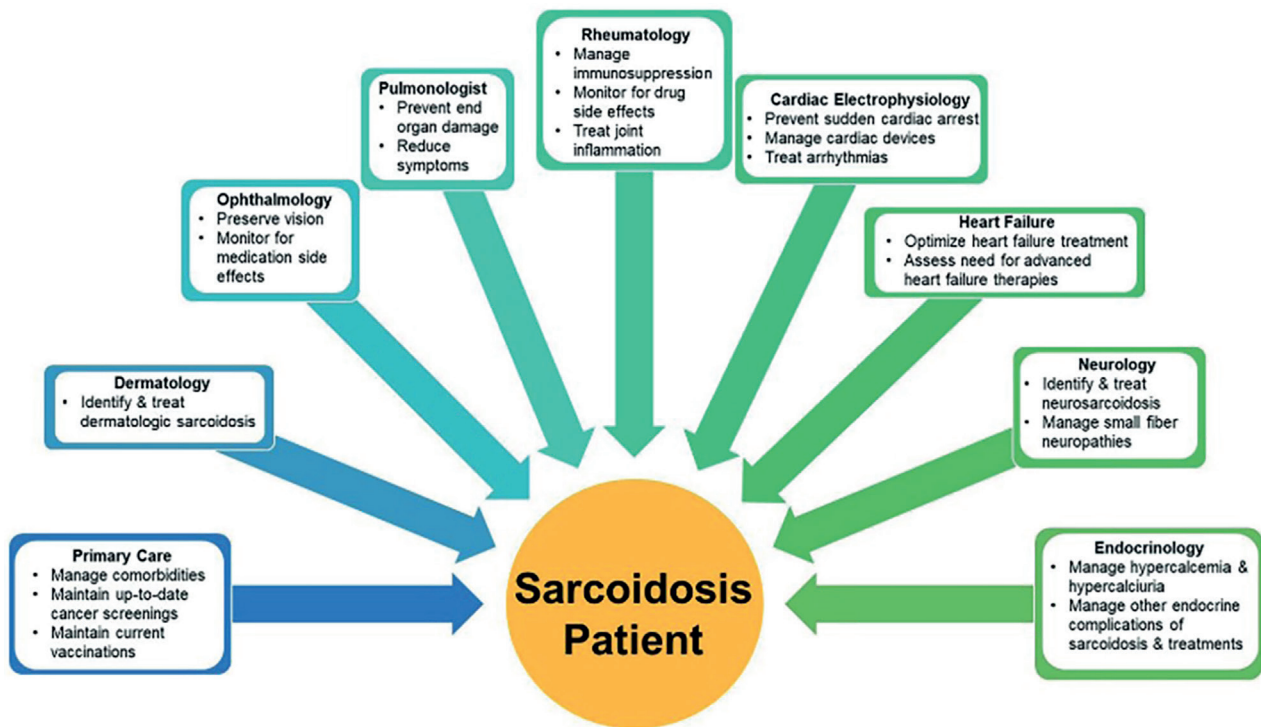 Rheumatology
• Manage
immunosuppression
• Monitor for drug side
effects
• Treat joint
inflammation
Pulmonologist
• Prevent end
organ damage
• Reduce
symptoms
Cardiac Electrophysiology
• Prevent sudden cardiac arrest
• Manage cardiac devices
• Treat arrhythmias
Ophthalmology
• Preserve vision
• Monitor for
medication side
effects
Heart Failure
• Optimize heart failure treatment
• Assess need for advanced
heart failure therapies
Dermatology
• Identify & treat
dermatologic sarcoidosis
Neurology
• Identify & treat
neurosarcoidosis
• Manage small fiber
neuropathies
Primary Care
• Manage comorbidities
• Maintain up-to-date
cancer screenings
• Maintain current
vaccinations
Endocrinology
• Manage hypercalcemia &
hypercalciuria
• Manage other endocrine
complications of
sarcoidosis & treatments
Sarcoidosis
Patient